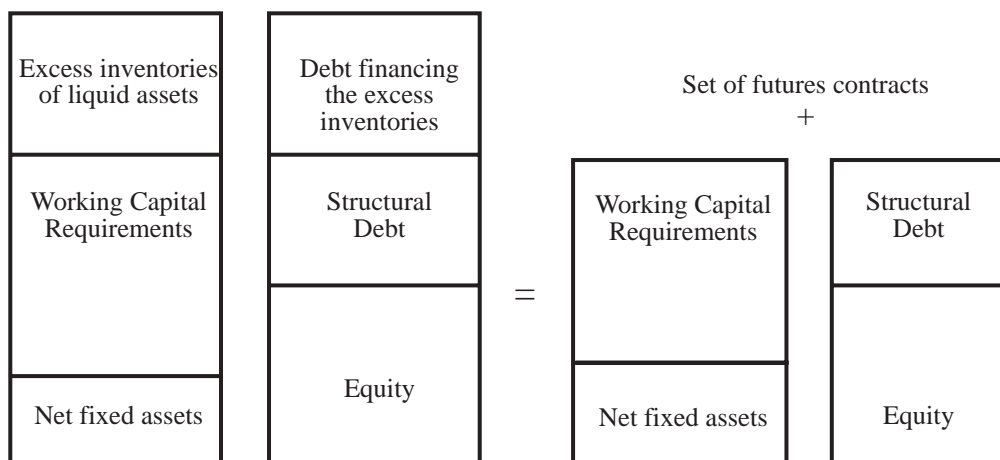 Excess inventories
of liquid assets
Working Capital
Requirements
Net fixed assets
Debt financing
the excess
inventories
Structural
Debt
Equity
=
Set of futures contracts
+
Working Capital
Requirements
Net fixed assets
Structural
Debt
Equity